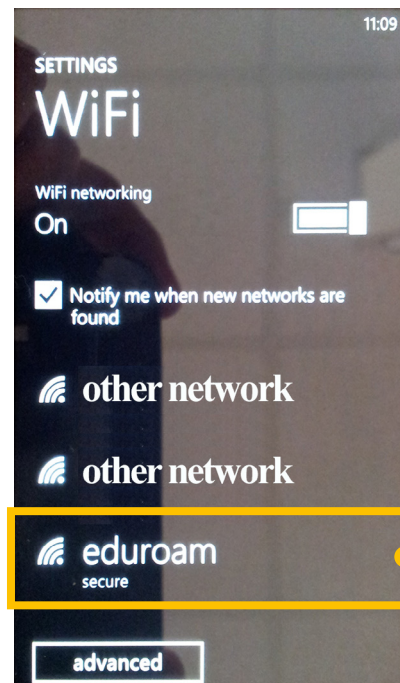 11:09
SETTINGS
WiFi
WiFi networking
On
Notify me when new networks are
found
other network
other network
eduroam
secure
advanced